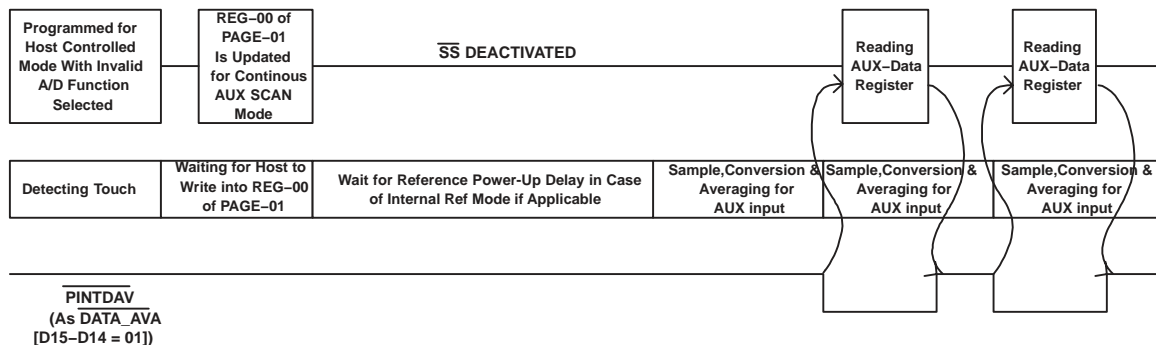 Programmed for
Host Controlled
Mode With Invalid
A/D Function
Selected
REG−00 of
PAGE−01
Is Updated
for Continous
AUX SCAN
Mode
SS DEACTIVATED
Reading
AUX−Data
Register
Reading
AUX−Data
Register
Detecting Touch
Waiting for Host to
Write into REG−00
of PAGE−01
Wait for Reference Power-Up Delay in Case
of Internal Ref Mode if Applicable
Sample,Conversion &
Averaging for
AUX input
Sample,Conversion &
Averaging for
AUX input
Sample,Conversion &
Averaging for
AUX input
PINTDAV
(As DATA_AVA
[D15−D14 = 01])